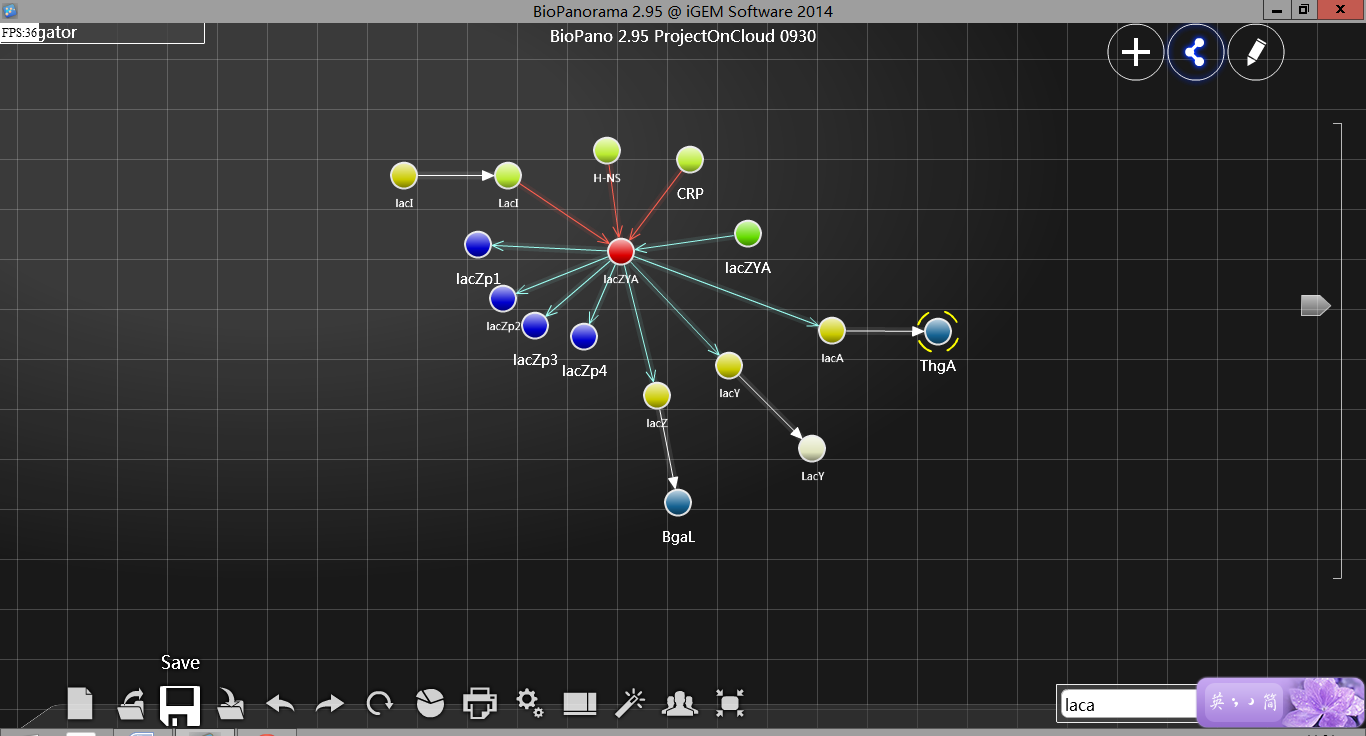 BioPanorama 2.95 @ iGEM Software 2014
FPS:36
gator
BioPano 2.95 ProjectOnCloud 0930
H-NS
CRP
lacI
LacI
lacZYA
lacZYA
lacZp1
lacZp2
lacZp3
lacZp4
lacA
ThgA
lacY
lacZ
LacY
BgaL
Save
laca
英 简